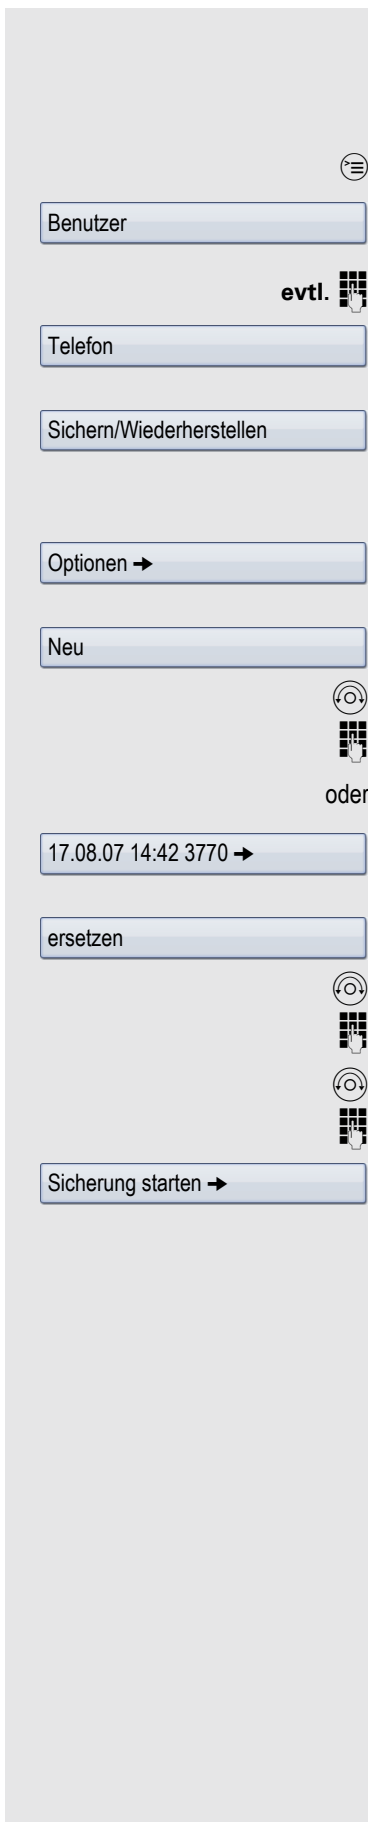 Benutzer
evtl.
Telefon
Sichern/Wiederherstellen
Optionen →
Neu
oder
17.08.07 14:42 3770 →
ersetzen
Sicherung starten →